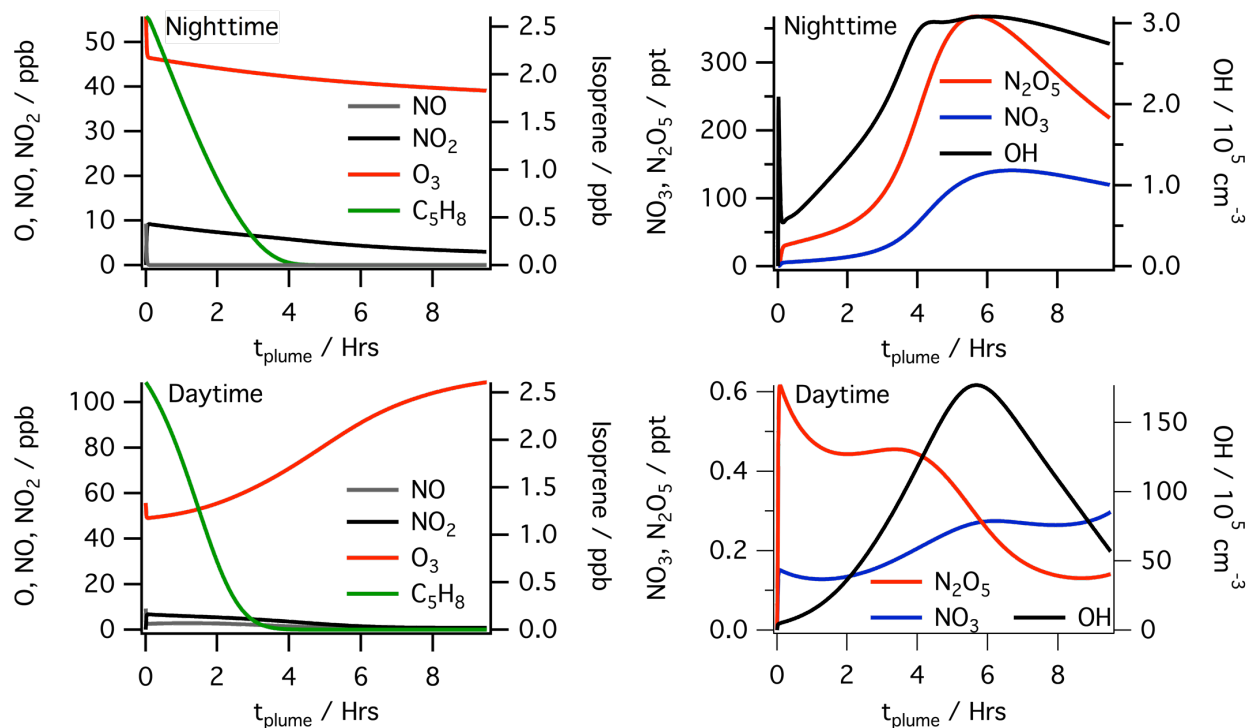 Nighttime
O, NO, NO2 / ppb
50
40
30
20
10
0
2.5
2.0
1.5
1.0
0.5
0.0
Isoprene / ppb
NO
NO2
O3
C5H8
0 2 4 6 8
tplume / Hrs
Nighttime
NO3, N2O5 / ppt
300
200
100
0
3.0
2.0
1.0
0.0
OH / 10^5 cm^-3
N2O5
NO3
OH
0 2 4 6 8
tplume / Hrs
Daytime
O, NO, NO2 / ppb
100
80
60
40
20
0
2.5
2.0
1.5
1.0
0.5
0.0
Isoprene / ppb
NO
NO2
O3
C5H8
0 2 4 6 8
tplume / Hrs
Daytime
NO3, N2O5 / ppt
0.6
0.4
0.2
0.0
150
100
50
0
OH / 10^5 cm^-3
N2O5
NO3 OH
0 2 4 6 8
tplume / Hrs